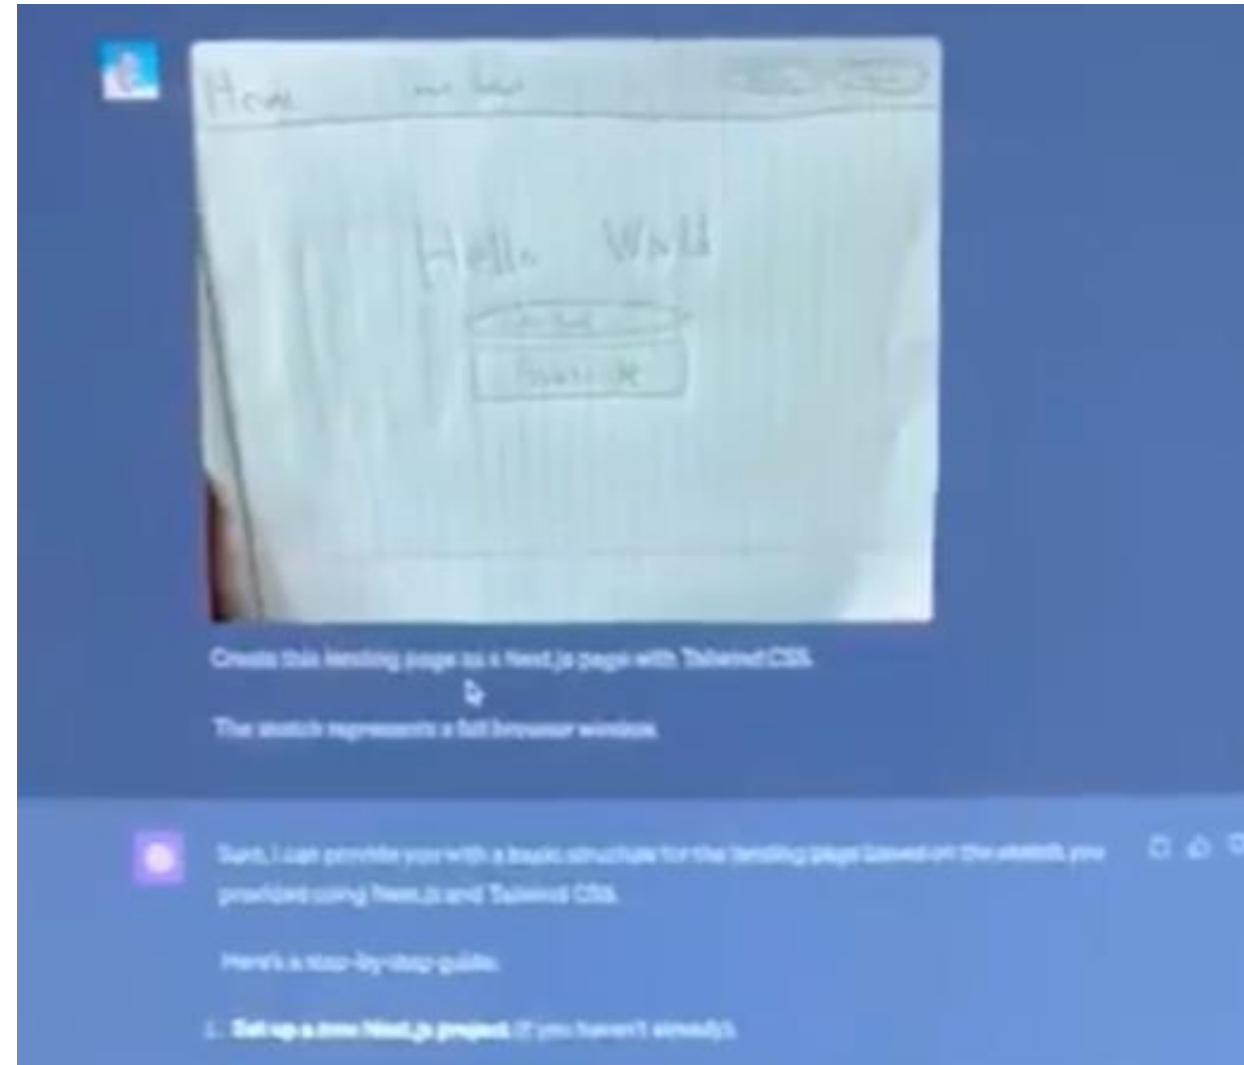 Home
Hello World
Create this landing page as a Next.js page with Tailwind CSS.
The sketch represents a full browser window.
Sure, I can provide you with a basic structure for the landing page based on the sketch you
provided using Next.js and Tailwind CSS.
Here's a step-by-step guide:
1. Set up a new Next.js project (if you haven't already).